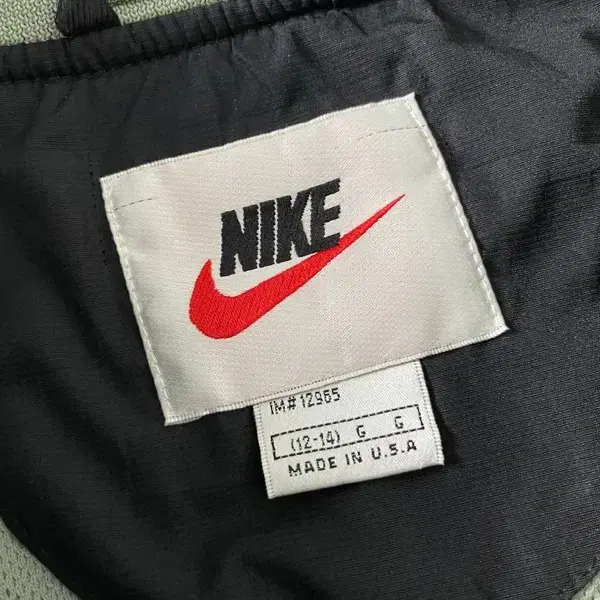 NIKE
IM# 12965
(12-14) G G
MADE IN U.S.A